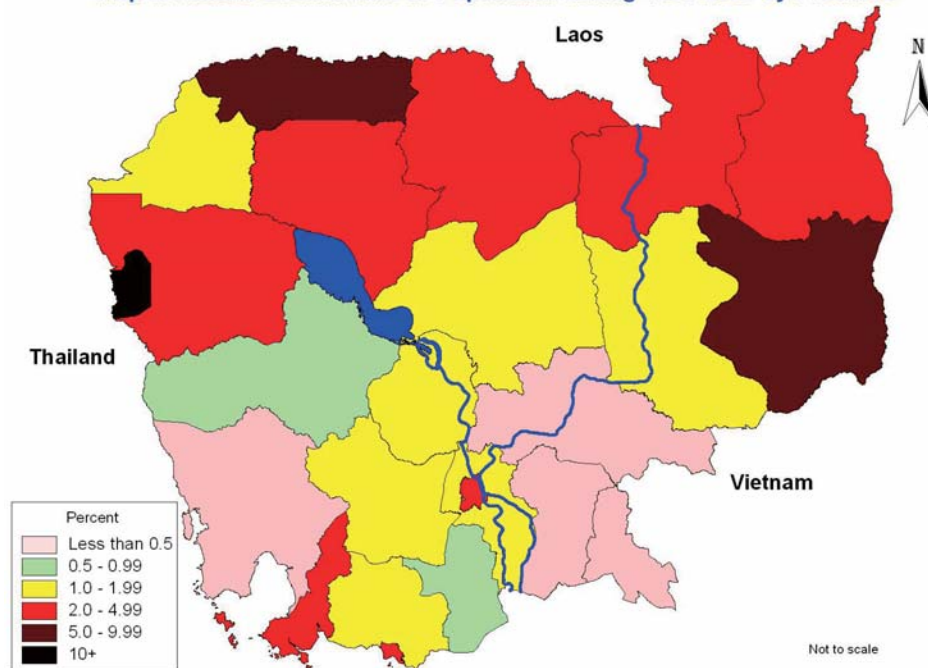 Laos
N
Thailand
Vietnam
Percent
Less than 0.5
0.5 - 0.99
1.0 - 1.99
2.0 - 4.99
5.0 - 9.99
10+
Not to scale